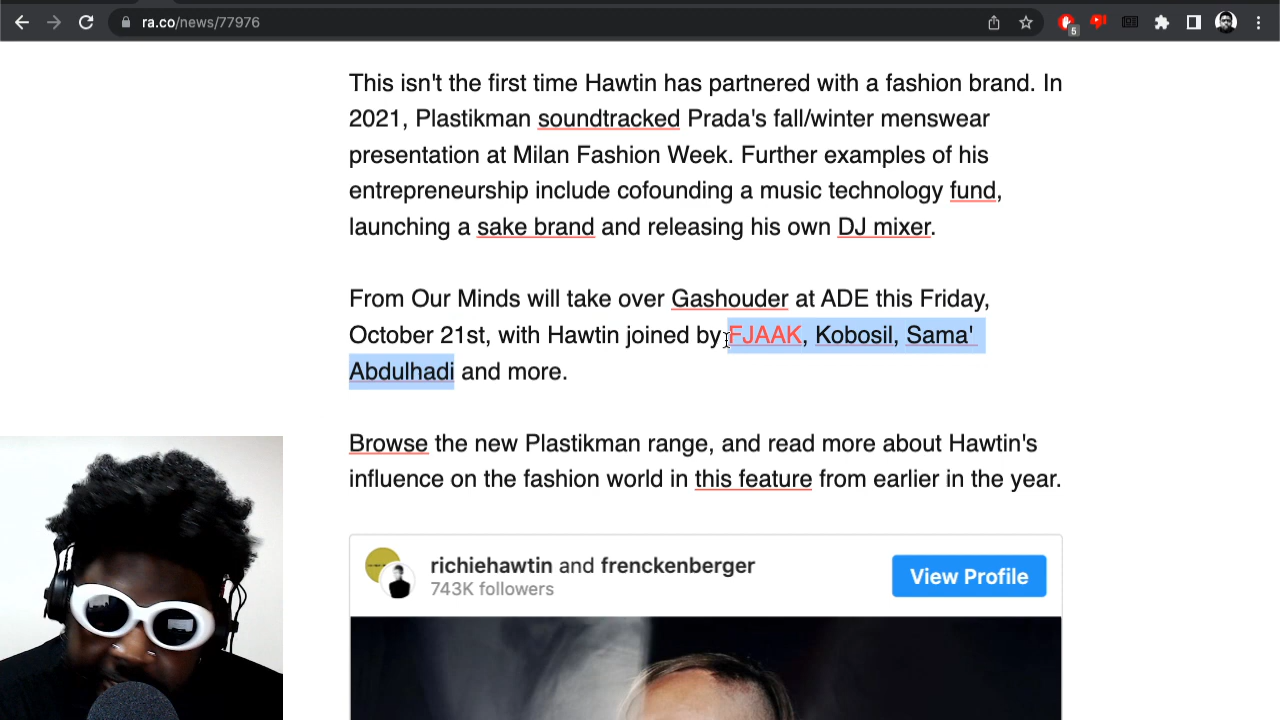 ra.co/news/77976
5
This isn't the first time Hawtin has partnered with a fashion brand. In
2021, Plastikman soundtracked Prada's fall/winter menswear
presentation at Milan Fashion Week. Further examples of his
entrepreneurship include cofounding a music technology fund,
launching a sake brand and releasing his own DJ mixer.
From Our Minds will take over Gashouder at ADE this Friday,
October 21st, with Hawtin joined by FJAAK, Kobosil, Sama'
Abdulhadi and more.
Browse the new Plastikman range, and read more about Hawtin's
influence on the fashion world in this feature from earlier in the year.
richiehawtin and frenckenberger
743K followers
View Profile